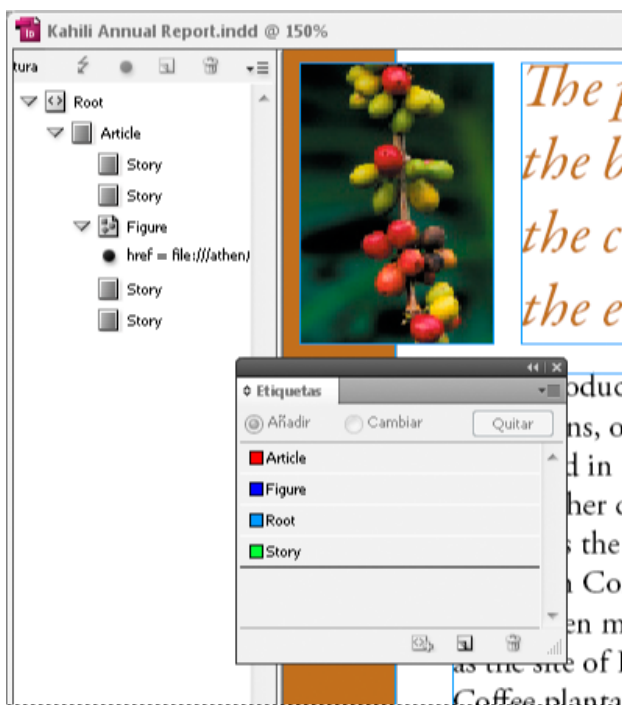 Kahili Annual Report.indd @ 150%
tura
Root
Article
Story
Story
Figure
href = file:///athen/
Story
Story
The p
the b
the c
the e
Etiquetas
Añadir
Cambiar
Quitar
Article
Figure
Root
Story
oduc
ns, o
d in
her c
s the
Co
en m
as the site of
Coffee planta